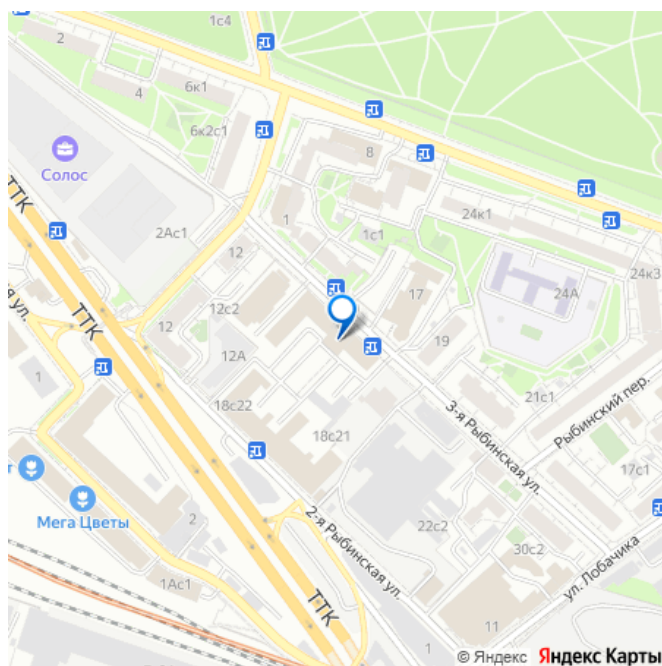 1с4
2
4
6к1
6к2с1
Солос
ТТК
8
24к1
2Ас1
1
1с1
24к3
12
17
24А
12с2
ТТК
я ул.
12
12А
19
21с1
Рыбинский пер.
1
18с22
3-я Рыбинская ул.
18с21
17с1
т
Мега Цветы
2
2-я Рыбинская ул.
22с2
30с2
ул. Лобачика
1Ас1
ТТК
11
1
© Яндекс Яндекс Карты